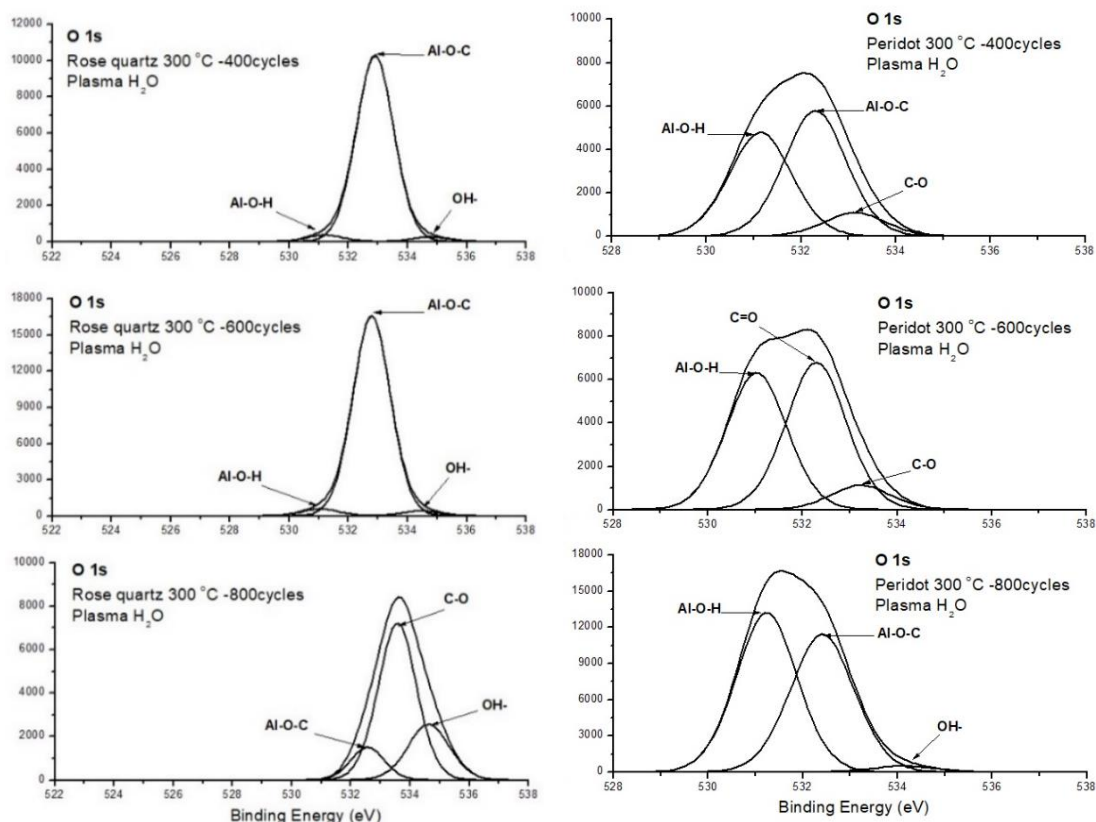 O 1s
Rose quartz 300 °C -400cycles
Plasma H₂O
12000
10000
8000
6000
4000
2000
0
Al-O-C
Al-O-H
OH-
522 524 526 528 530 532 534 536 538
O 1s
Peridot 300 °C -400cycles
Plasma H₂O
10000
8000
6000
4000
2000
0
Al-O-H
Al-O-C
C-O
528 530 532 534 536 538
O 1s
Rose quartz 300 °C -600cycles
Plasma H₂O
18000
15000
12000
9000
6000
3000
0
Al-O-C
Al-O-H
OH-
522 524 526 528 530 532 534 536 538
O 1s
Peridot 300 °C -600cycles
Plasma H₂O
10000
8000
6000
4000
2000
0
C=O
Al-O-H
C-O
528 530 532 534 536 538
O 1s
Rose quartz 300 °C -800cycles
Plasma H₂O
10000
8000
6000
4000
2000
0
C-O
Al-O-C
OH-
522 524 526 528 530 532 534 536 538
Binding Energy (eV)
O 1s
Peridot 300 °C -800cycles
Plasma H₂O
18000
15000
12000
9000
6000
3000
0
Al-O-H
Al-O-C
OH-
528 530 532 534 536 538
Binding Energy (eV)